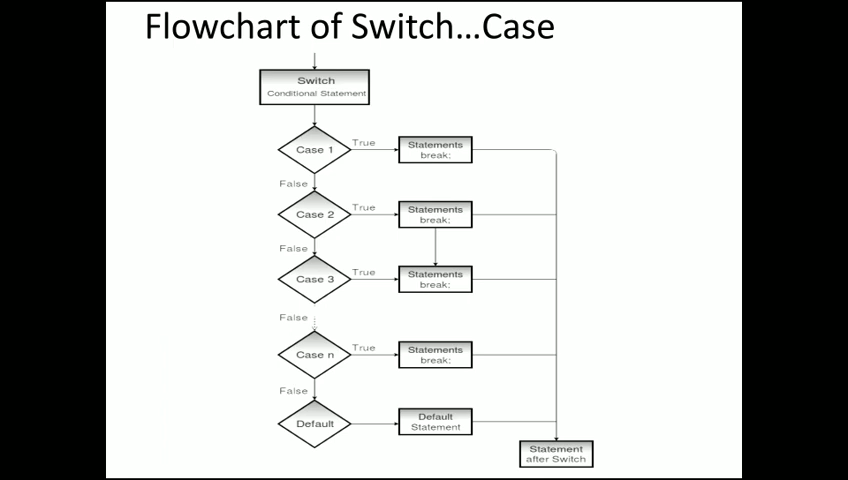 Flowchart of Switch...Case
Switch
Conditional Statement
Case 1
True
Statements
break;
False
Case 2
True
Statements
break;
False
Case 3
True
Statements
break;
False
Case n
True
Statements
break;
False
Default
Default
Statement
Statement
after Switch